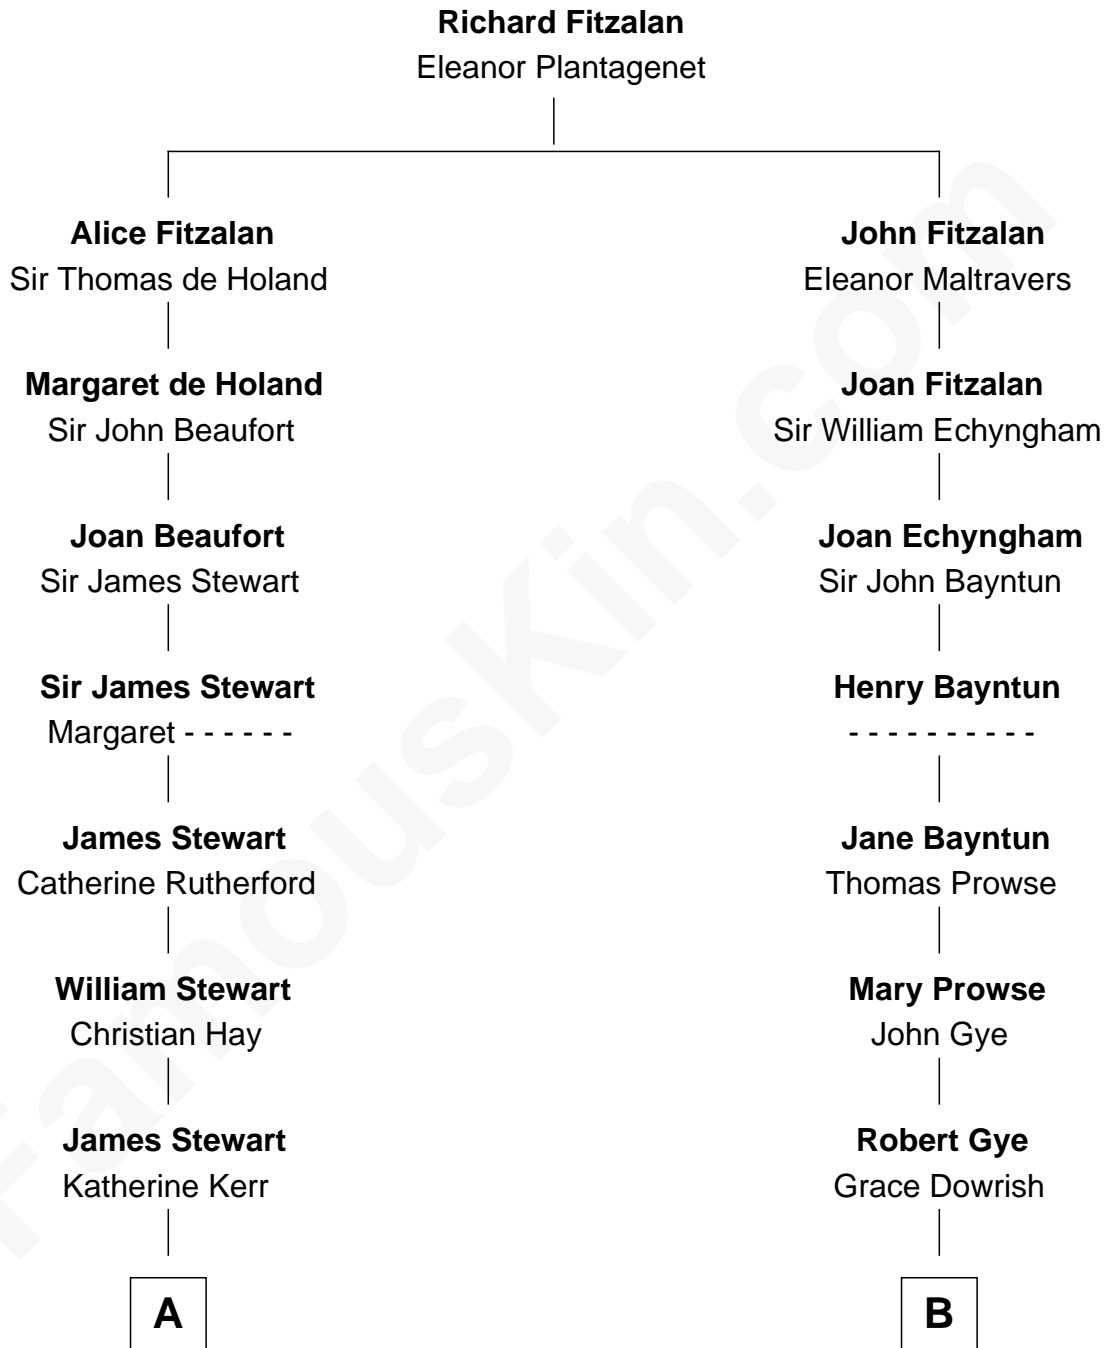 Richard Fitzalan
Eleanor Plantagenet
Alice Fitzalan
Sir Thomas de Holand
John Fitzalan
Eleanor Maltravers
Margaret de Holand
Sir John Beaufort
Joan Fitzalan
Sir William Echyngham
Joan Beaufort
Sir James Stewart
Joan Echyngham
Sir John Bayntun
Sir James Stewart
Margaret - - - - - -
Henry Bayntun
- - - - - - - - - -
James Stewart
Catherine Rutherford
Jane Bayntun
Thomas Prowse
William Stewart
Christian Hay
Mary Prowse
John Gye
James Stewart
Katherine Kerr
Robert Gye
Grace Dowrish
A
B
FamousKin.com